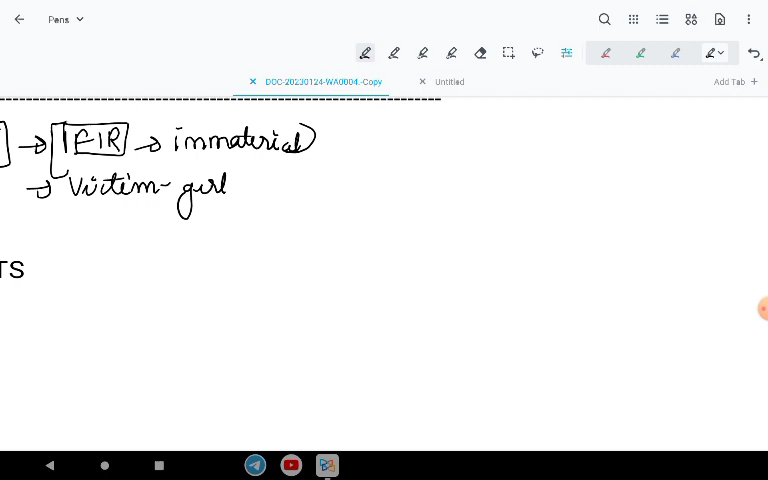 Pens
DOC-20230124-WA0004.-Copy
Untitled
Add Tab +
→ FIR → immaterial
→ Victim- girl
TS